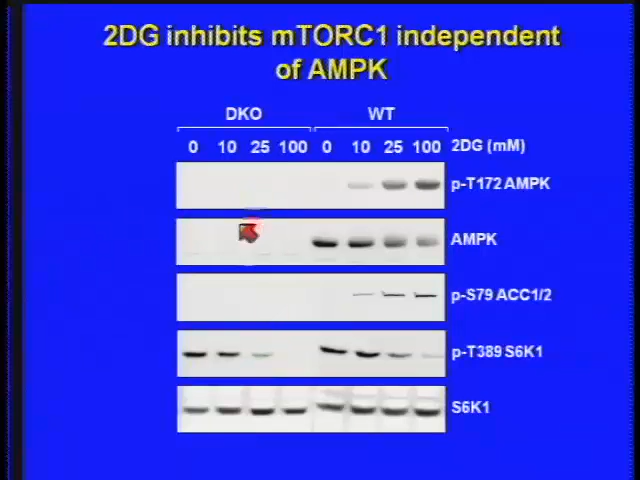 2DG inhibits mTORC1 independent
of AMPK
DKO WT
0 10 25 100 0 10 25 100 2DG (mM)
p-T172 AMPK
AMPK
p-S79 ACC1/2
p-T389 S6K1
S6K1